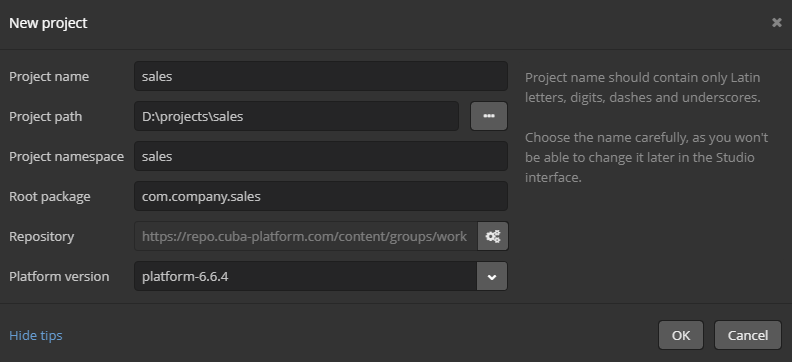 New project
Project name
sales
Project name should contain only Latin
letters, digits, dashes and underscores.
Choose the name carefully, as you won't
be able to change it later in the Studio
interface.
Project path
D:\projects\sales
Project namespace
sales
Root package
com.company.sales
Repository
https://repo.cuba-platform.com/content/groups/work
Platform version
platform-6.6.4
Hide tips
OK
Cancel